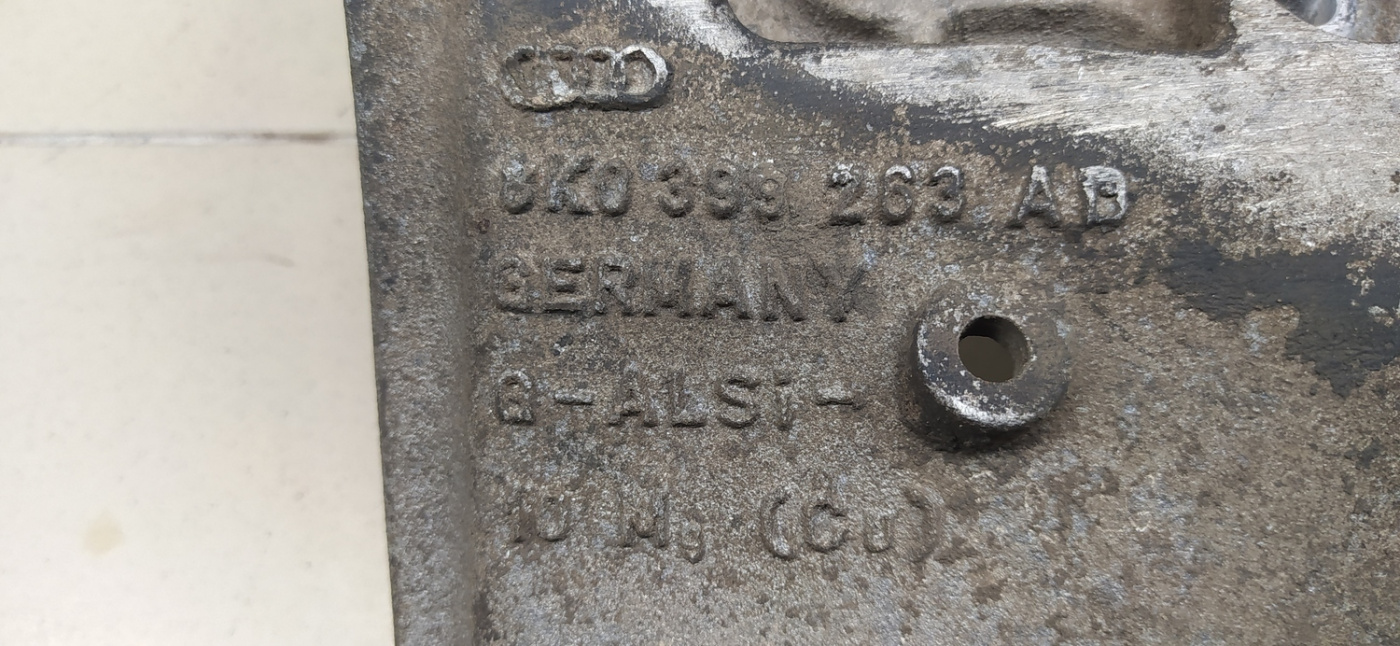 8K0 399 263 AB
GERMANY
G-ALSi-
10 Mg (Cu)